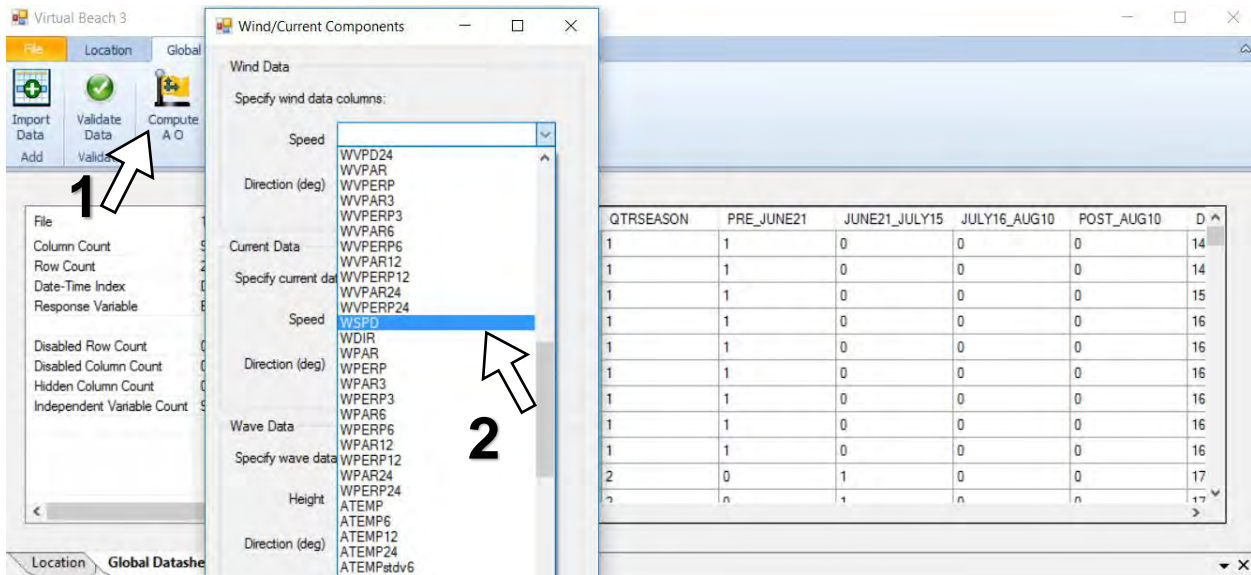 Virtual Beach 3
Wind/Current Components
File Location Global
Import Data
Validate Data
Compute A O
Add
1
Wind Data
Specify wind data columns:
Speed
Direction (deg)
WVPD24
WVPAR
WVPERP
WVPAR3
WVPERP3
WVPAR6
WVPERP6
WVPAR12
WVPERP12
WVPAR24
WVPERP24
WSPD
WDIR
WPAR
WPERP
WPAR3
WPERP3
WPAR6
WPERP6
WPAR12
WPERP12
WPAR24
WPERP24
ATEMP
ATEMP6
ATEMP12
ATEMP24
ATEMPstdv6
2
Current Data
Specify current dat
Speed
Direction (deg)
Wave Data
Specify wave data
Height
Direction (deg)
File
Column Count
Row Count
Date-Time Index
Response Variable
Disabled Row Count
Disabled Column Count
Hidden Column Count
Independent Variable Count
QTRSEASON PRE_JUNE21 JUNE21_JULY15 JULY16_AUG10 POST_AUG10 D
1 1 0 0 0 14
1 1 0 0 0 14
1 1 0 0 0 15
1 1 0 0 0 16
1 1 0 0 0 16
1 1 0 0 0 16
1 1 0 0 0 16
1 1 0 0 0 16
1 1 0 0 0 16
2 0 1 0 0 17
2 0 1 0 0 17
Location Global Datashe